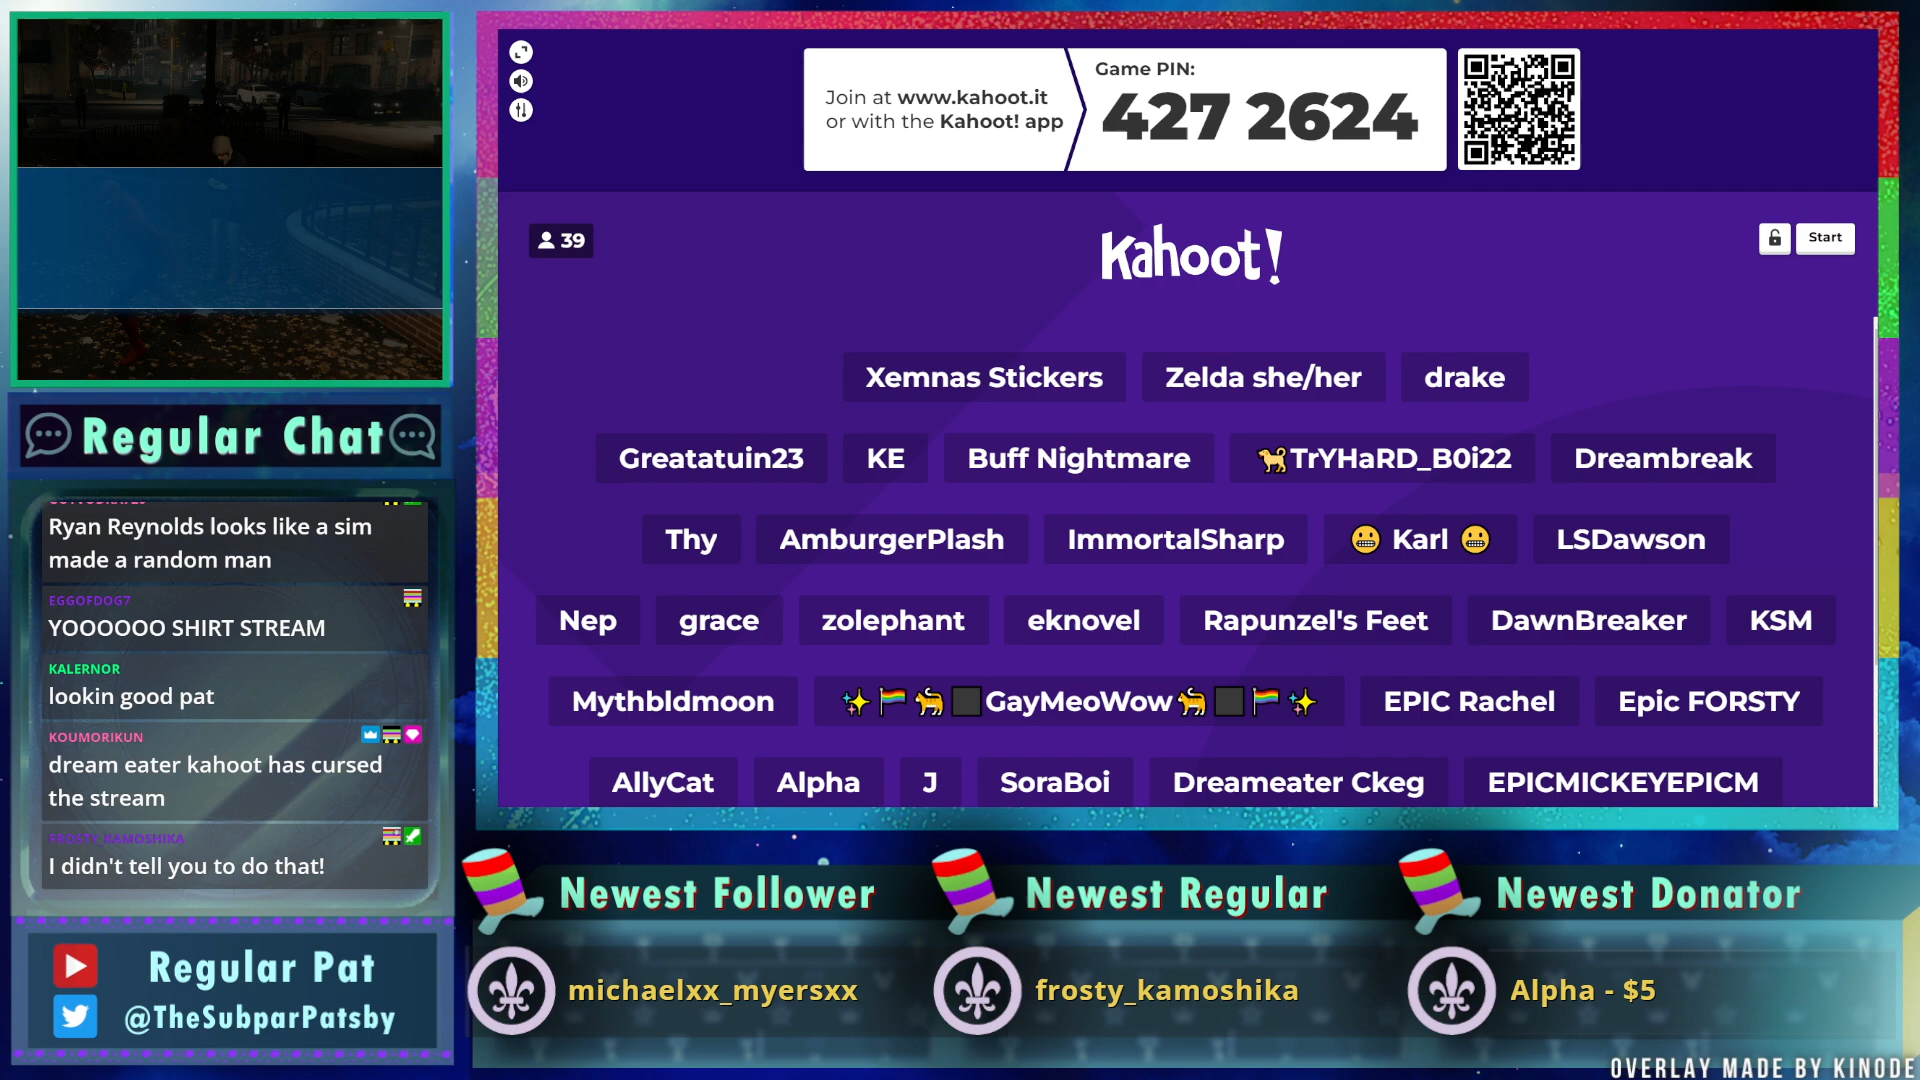 Join at www.kahoot.it
or with the Kahoot! app
Game PIN:
427 2624
39
Kahoot!
Start
Xemnas Stickers
Zelda she/her
drake
Greatatuin23
KE
Buff Nightmare
🐕TrYHaRD_B0i22
Dreambreak
Thy
AmburgerPlash
ImmortalSharp
😬 Karl 😬
LSDawson
Nep
grace
zolephant
eknovel
Rapunzel's Feet
DawnBreaker
KSM
Mythbldmoon
✨🏳️‍🌈🐈⬛GayMeoWow🐈⬛🏳️‍🌈✨
EPIC Rachel
Epic FORSTY
AllyCat
Alpha
J
SoraBoi
Dreameater Ckeg
EPICMICKEYEPICM
Regular Chat
Ryan Reynolds looks like a sim
made a random man
EGGOFDOG7
YOOOOOO SHIRT STREAM
KALERNOR
lookin good pat
KOUMORIKUN
dream eater kahoot has cursed
the stream
FROSTY_KAMOSHIKA
I didn't tell you to do that!
Regular Pat
@TheSubparPatsby
Newest Follower
michaelxx_myersxx
Newest Regular
frosty_kamoshika
Newest Donator
Alpha - $5
OVERLAY MADE BY KINODE